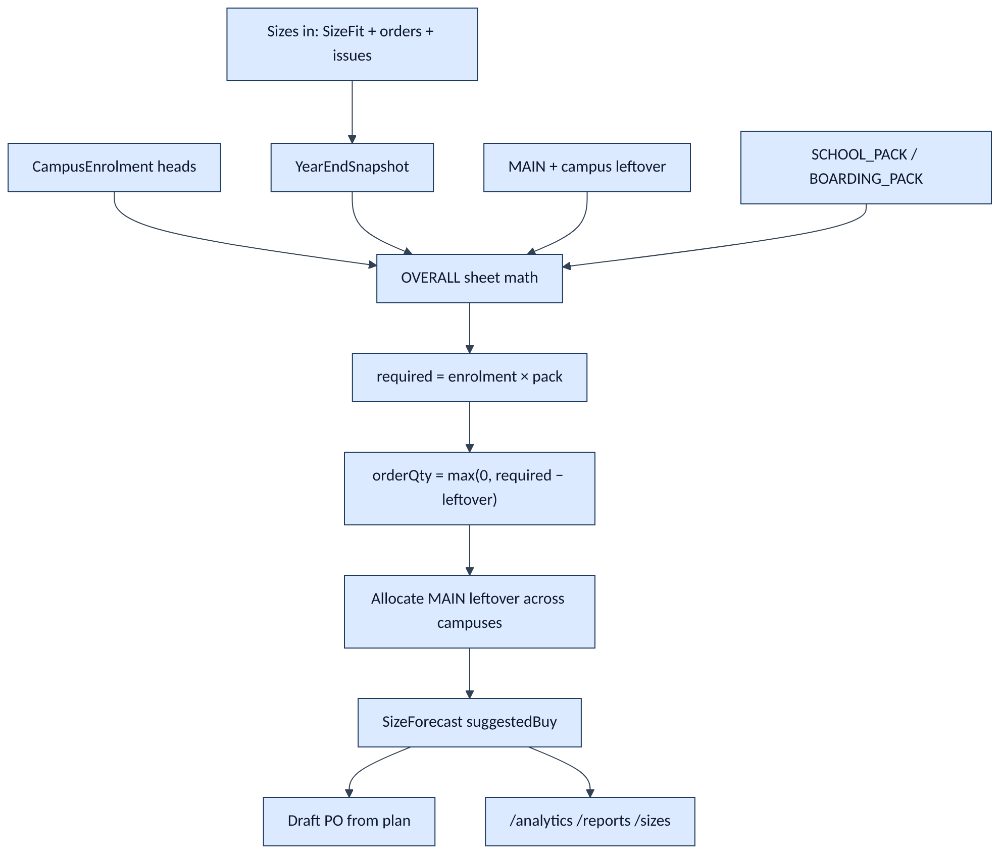 Sizes in: SizeFit + orders +
issues
CampusEnrolment heads
YearEndSnapshot
MAIN + campus leftover
SCHOOL_PACK /
BOARDING_PACK
OVERALL sheet math
required = enrolment × pack
orderQty = max(0, required −
leftover)
Allocate MAIN leftover across
campuses
SizeForecast suggestedBuy
Draft PO from plan
/analytics /reports /sizes